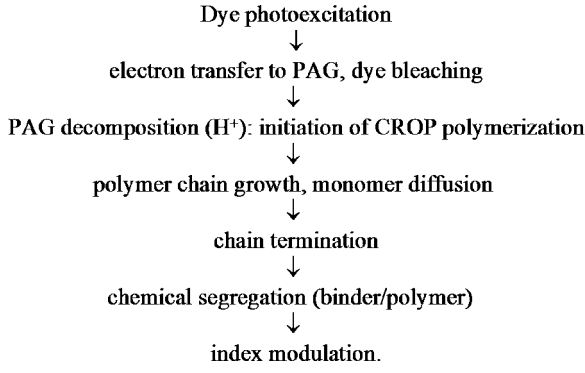 Dye photoexcitation
↓
electron transfer to PAG, dye bleaching
↓
PAG decomposition (H⁺): initiation of CROP polymerization
↓
polymer chain growth, monomer diffusion
↓
chain termination
↓
chemical segregation (binder/polymer)
↓
index modulation.